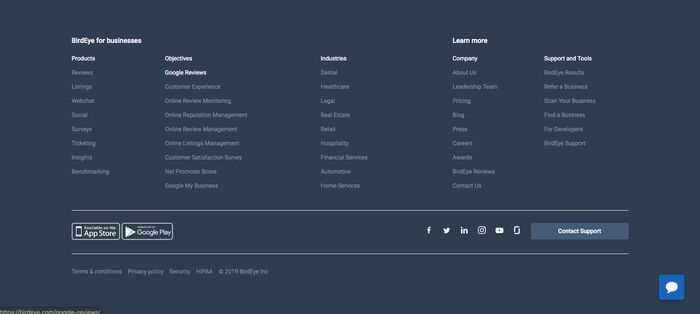 BirdEye for businesses
Learn more
Products
Reviews
Listings
Webchat
Social
Surveys
Ticketing
Insights
Benchmarking
Objectives
Google Reviews
Customer Experience
Online Review Monitoring
Online Reputation Management
Online Review Management
Online Listings Management
Customer Satisfaction Survey
Net Promoter Score
Google My Business
Industries
Dental
Healthcare
Legal
Real Estate
Retail
Hospitality
Financial Services
Automotive
Home Services
Company
About Us
Leadership Team
Pricing
Blog
Press
Careers
Awards
BirdEye Reviews
Contact Us
Support and Tools
BirdEye Results
Refer a Business
Scan Your Business
Find a Business
For Developers
BirdEye Support
Available on the
App Store
Google Play
Contact Support
Terms & conditions Privacy policy Security HIPAA © 2019 BirdEye Inc
https://birdeye.com/google-reviews/